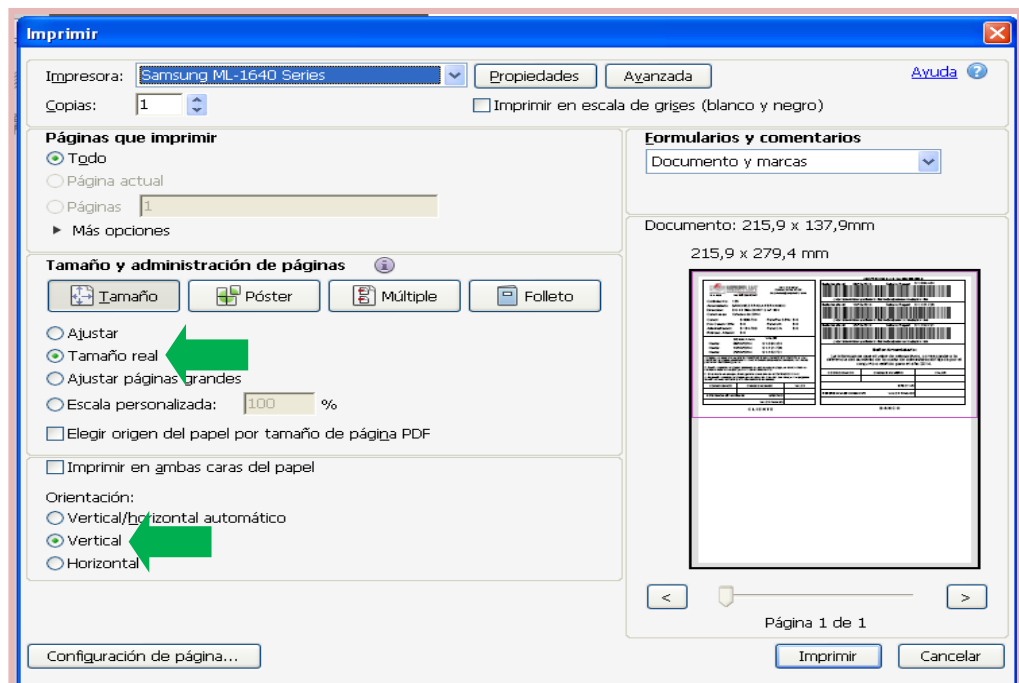 Imprimir
Impresora: Samsung ML-1640 Series Propiedades Avanzada Ayuda
Copias: 1 Imprimir en escala de grises (blanco y negro)
Páginas que imprimir
Todo
Página actual
Páginas 1
Más opciones
Formularios y comentarios
Documento y marcas
Tamaño y administración de páginas
Tamaño Póster Múltiple Folleto
Ajustar
Tamaño real
Ajustar páginas grandes
Escala personalizada: 100 %
Elegir origen del papel por tamaño de página PDF
Imprimir en ambas caras del papel
Orientación:
Vertical/horizontal automático
Vertical
Horizontal
Documento: 215,9 x 137,9mm
215,9 x 279,4 mm
CLIENTE BANCO
< >
Página 1 de 1
Configuración de página... Imprimir Cancelar